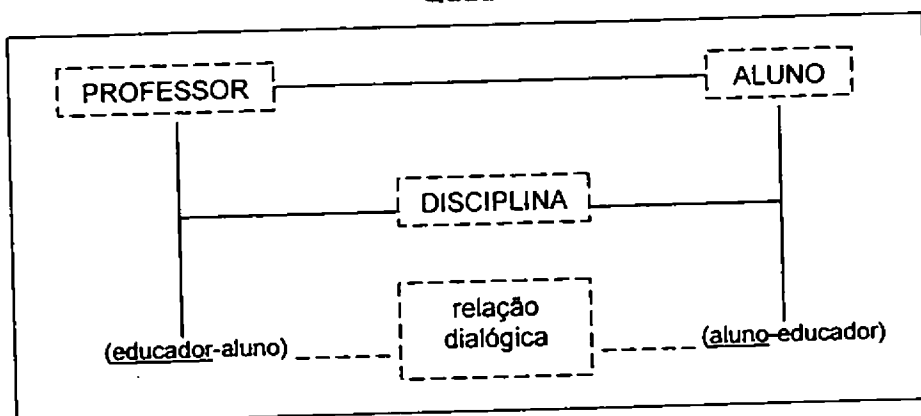 PROFESSOR
ALUNO
DISCIPLINA
relação
dialógica
(educador-aluno)
(aluno-educador)